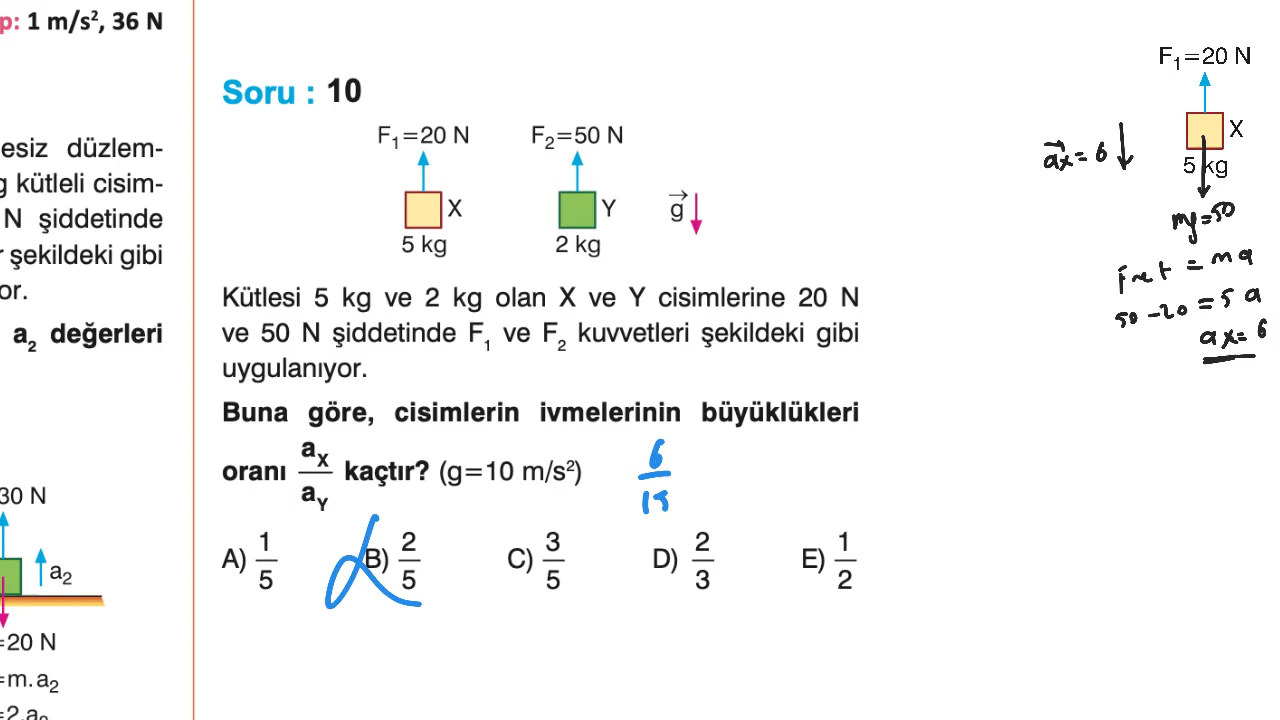 p: 1 m/s², 36 N
esiz düzlem-
g kütleli cisim-
N şiddetinde
r şekildeki gibi
or.
a₂ değerleri
30 N
a₂
=20 N
=m.a₂
=2.a₂
Soru : 10
F₁=20 N F₂=50 N
X Y g
5 kg 2 kg
Kütlesi 5 kg ve 2 kg olan X ve Y cisimlerine 20 N
ve 50 N şiddetinde F₁ ve F₂ kuvvetleri şekildeki gibi
uygulanıyor.
Buna göre, cisimlerin ivmelerinin büyüklükleri
oranı aX/aY kaçtır? (g=10 m/s²)
6/15
A) 1/5 B) 2/5 C) 3/5 D) 2/3 E) 1/2
F₁=20 N
X
ax = 6
5 kg
mg=50
Fnet = ma
50-20 = 5a
ax=6